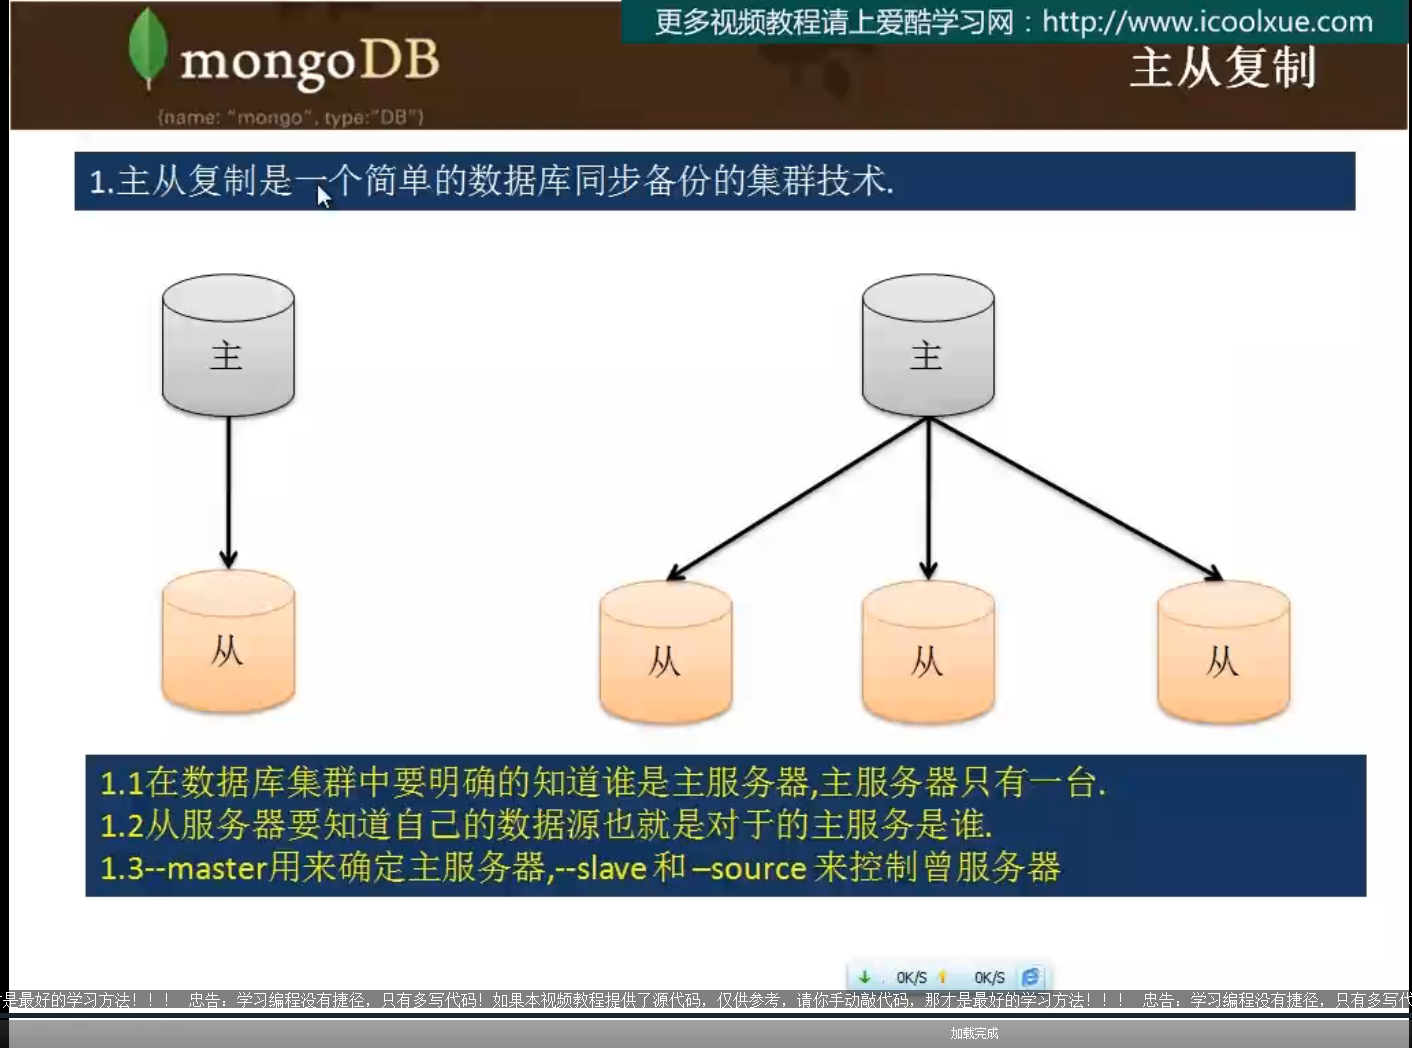 更多视频教程请上爱酷学习网：http://www.icoolxue.com
mongoDB
主从复制
{name: "mongo", type:"DB"}
1.主从复制是一个简单的数据库同步备份的集群技术.
主
主
从
从
从
从
1.1在数据库集群中要明确的知道谁是主服务器,主服务器只有一台.
1.2从服务器要知道自己的数据源也就是对于的主服务是谁.
1.3--master用来确定主服务器,--slave 和 –source 来控制曾服务器
0K/S 0K/S
是最好的学习方法！！！ 忠告：学习编程没有捷径，只有多写代码！如果本视频教程提供了源代码，仅供参考，请你手动敲代码，那才是最好的学习方法！！！ 忠告：学习编程没有捷径，只有多写代
加载完成